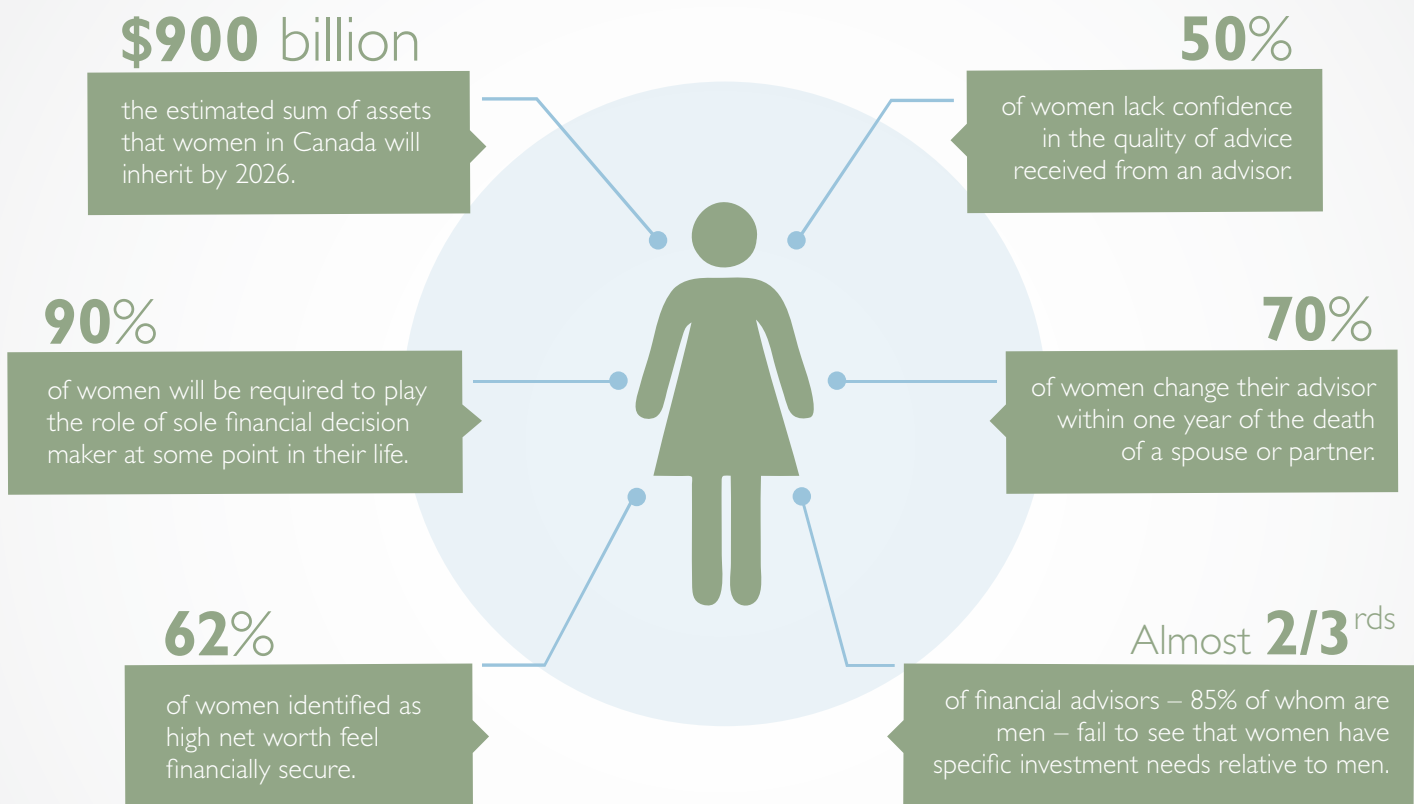 $900 billion
the estimated sum of assets
that women in Canada will
inherit by 2026.
50%
of women lack confidence
in the quality of advice
received from an advisor.
90%
of women will be required to play
the role of sole financial decision
maker at some point in their life.
70%
of women change their advisor
within one year of the death
of a spouse or partner.
62%
of women identified as
high net worth feel
financially secure.
Almost 2/3rds
of financial advisors – 85% of whom are
men – fail to see that women have
specific investment needs relative to men.